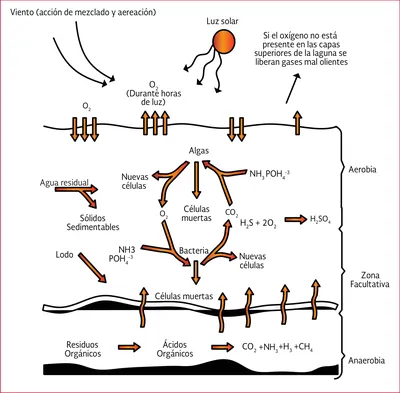 Viento (acción de mezclado y aereación)
Luz solar
Si el oxígeno no está
presente en las capas
superiores de la laguna se
liberan gases mal olientes
O₂
(Durante horas
de luz)
O₂
Algas
Aerobia
Nuevas
células
NH₃ POH₄⁻³
Agua residual
Células
muertas
O₂
CO₂
Sólidos
Sedimentables
H₂S + 2O₂
H₂SO₄
Lodo
NH3
POH₄⁻³
Bacteria
Nuevas
células
Zona
Facultativa
Células muertas
Residuos
Orgánicos
Ácidos
Orgánicos
CO₂ +NH₃+H₃ +CH₄
Anaerobia